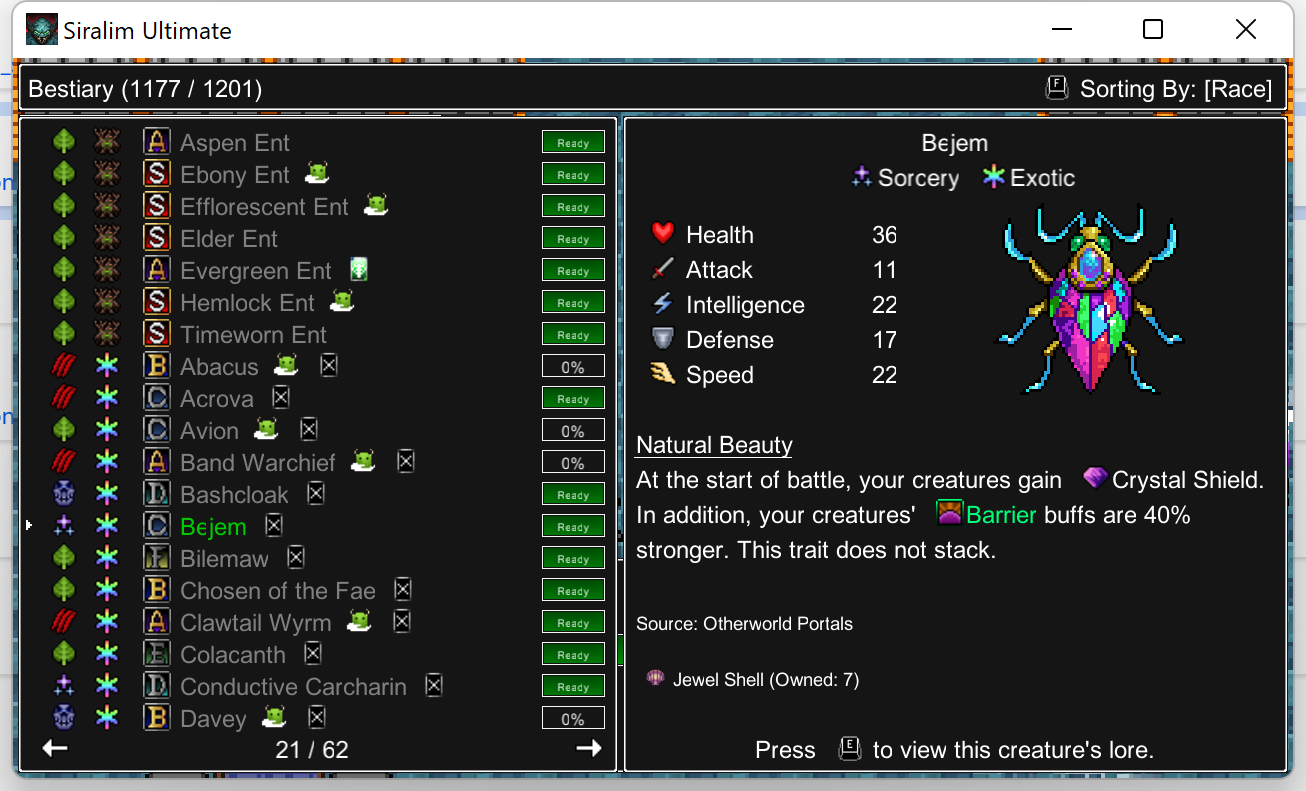 Siralim Ultimate
Bestiary (1177 / 1201)
F Sorting By: [Race]
A Aspen Ent Ready
S Ebony Ent Ready
S Efflorescent Ent Ready
S Elder Ent Ready
A Evergreen Ent Ready
S Hemlock Ent Ready
S Timeworn Ent Ready
B Abacus 0%
C Acrova Ready
C Avion 0%
A Band Warchief 0%
D Bashcloak Ready
C Bejem Ready
F Bilemaw Ready
B Chosen of the Fae Ready
A Clawtail Wyrm Ready
E Colacanth Ready
D Conductive Carcharin Ready
B Davey 0%
21 / 62
Bejem
Sorcery Exotic
Health 36
Attack 11
Intelligence 22
Defense 17
Speed 22
Natural Beauty
At the start of battle, your creatures gain Crystal Shield.
In addition, your creatures' Barrier buffs are 40%
stronger. This trait does not stack.
Source: Otherworld Portals
Jewel Shell (Owned: 7)
Press E to view this creature's lore.